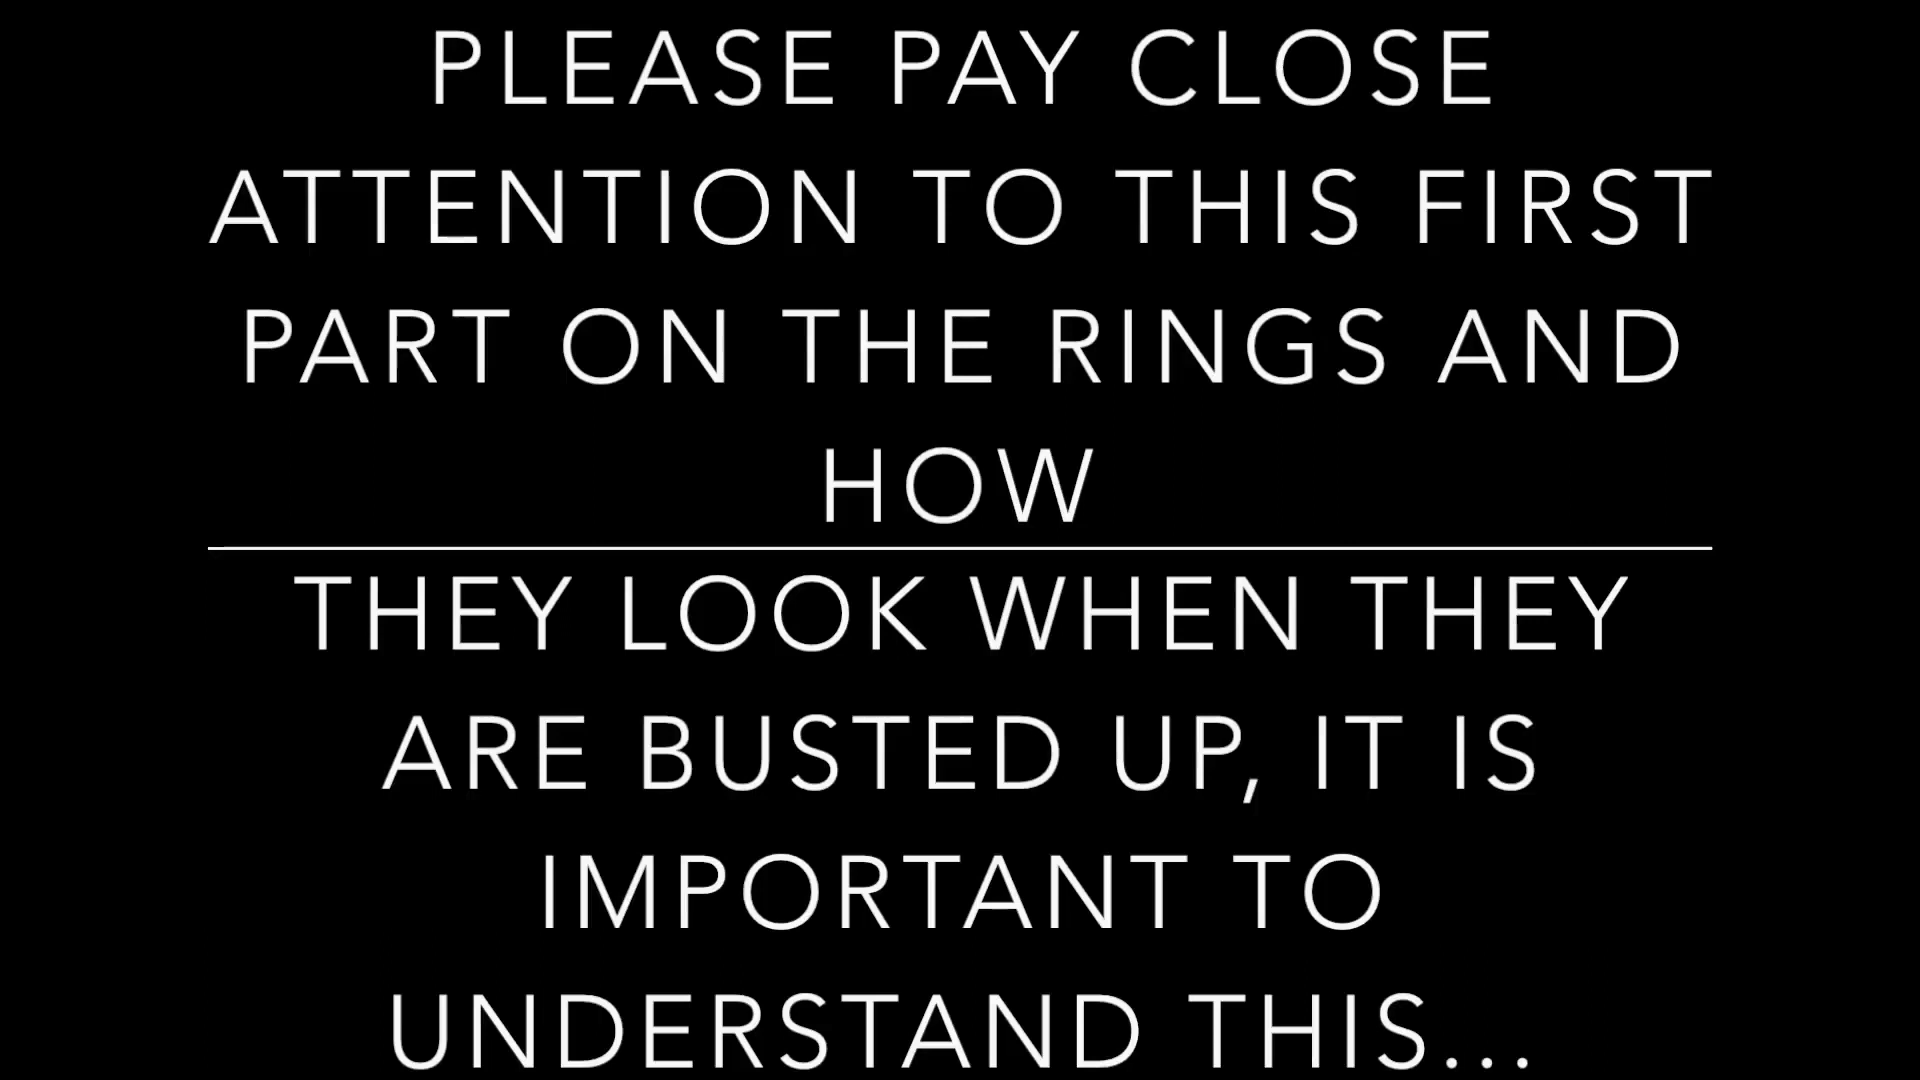 PLEASE PAY CLOSE
ATTENTION TO THIS FIRST
PART ON THE RINGS AND
HOW
THEY LOOK WHEN THEY
ARE BUSTED UP, IT IS
IMPORTANT TO
UNDERSTAND THIS...